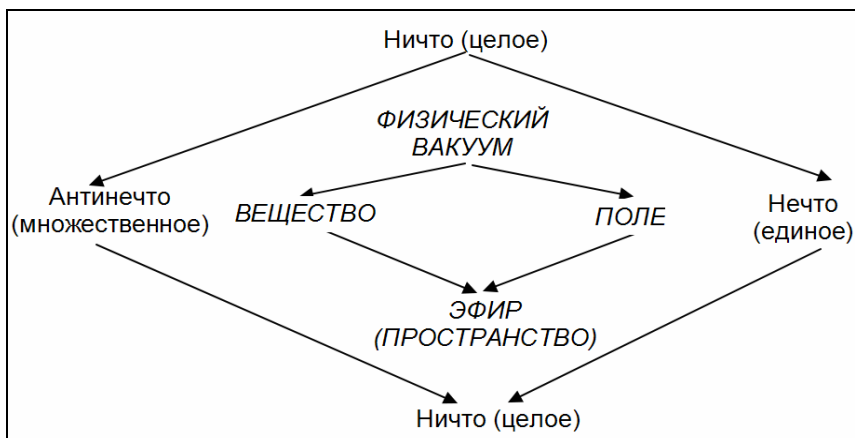 Ничто (целое)
ФИЗИЧЕСКИЙ
ВАКУУМ
Антинечто
(множественное)
ВЕЩЕСТВО
ПОЛЕ
Нечто
(единое)
ЭФИР
(ПРОСТРАНСТВО)
Ничто (целое)